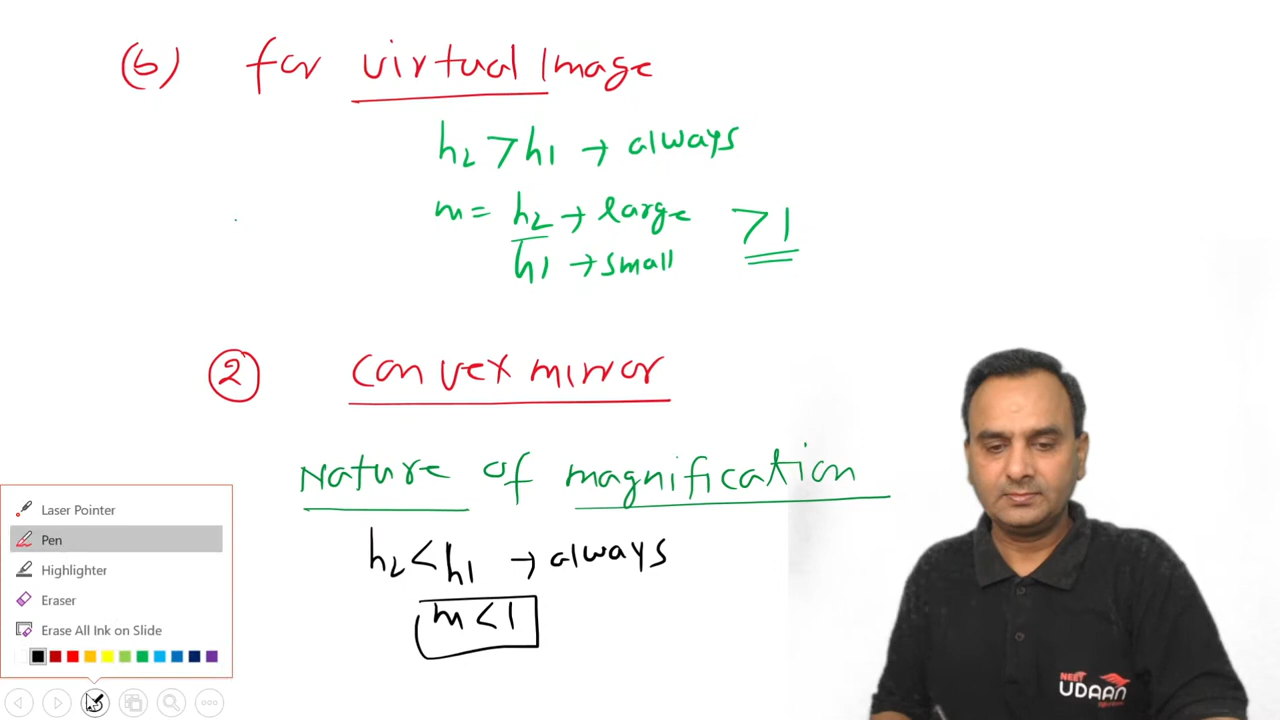 (6) for virtual Image
h2 > h1 → always
m = h2 → large > 1
h1 → small
② Convex mirror
Nature of magnification
h2 < h1 → always
m < 1
Laser Pointer
Pen
Highlighter
Eraser
Erase All Ink on Slide
NEET
UDAAN